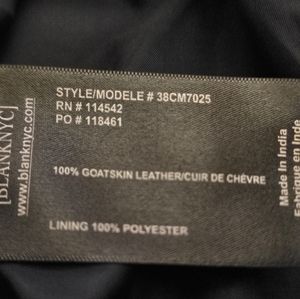 [BLANKNYC]
www.blanknyc.com
STYLE/MODELE # 38CM7025
RN # 114542
PO # 118461
100% GOATSKIN LEATHER/CUIR DE CHÈVRE
LINING 100% POLYESTER
Made In India
Fabriqué en Inde